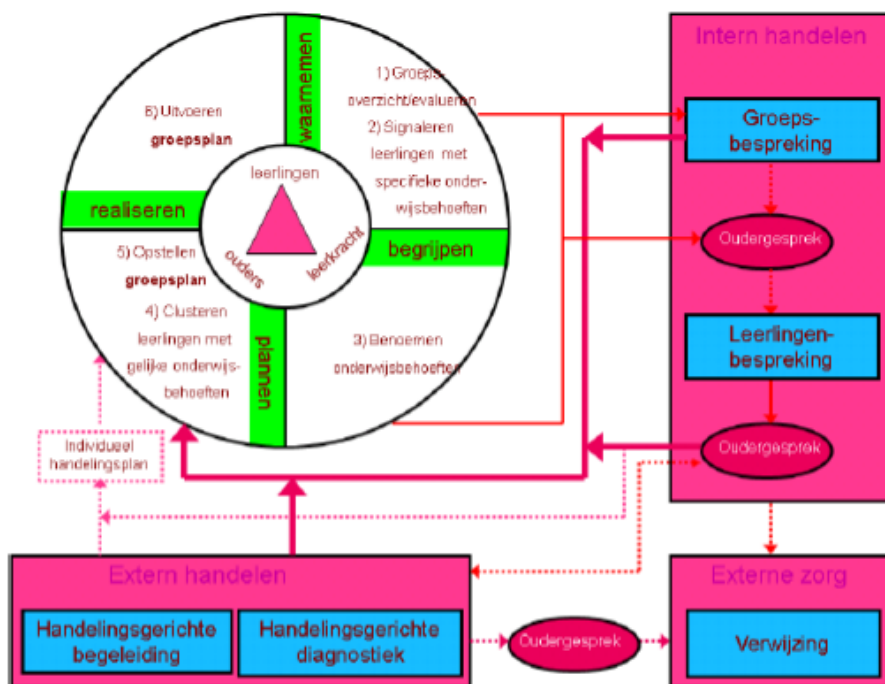 waarnemen
1) Groeps-
overzicht/evalueren
2) Signaleren
leerlingen met
specifieke onder-
wijsbehoeften
begrijpen
3) Benoemen
onderwijsbehoeften
plannen
4) Clusteren
leerlingen met
gelijke onderwijs-
behoeften
5) Opstellen
groepsplan
realiseren
6) Uitvoeren
groepsplan
leerlingen
ouders
leerkracht
Individueel
handelingsplan
Intern handelen
Groeps-
bespreking
Oudergesprek
Leerlingen-
bespreking
Oudergesprek
Extern handelen
Handelingsgerichte
begeleiding
Handelingsgerichte
diagnostiek
Oudergesprek
Externe zorg
Verwijzing